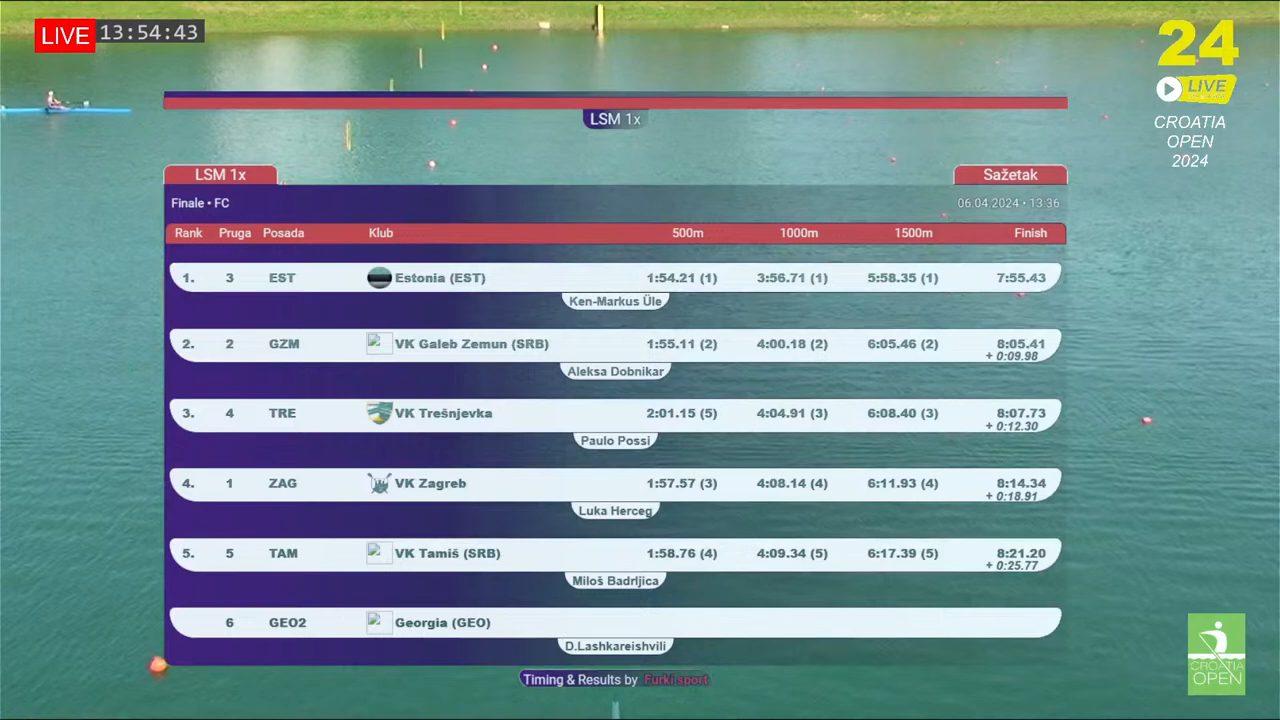 LIVE 13:54:43
24
LIVE
CROATIA
OPEN
2024
LSM 1x
LSM 1x Sažetak
Finale • FC 06.04.2024 • 13:36
Rank Pruga Posada Klub 500m 1000m 1500m Finish
1. 3 EST Estonia (EST) 1:54.21 (1) 3:56.71 (1) 5:58.35 (1) 7:55.43
Ken-Markus Üle
2. 2 GZM VK Galeb Zemun (SRB) 1:55.11 (2) 4:00.18 (2) 6:05.46 (2) 8:05.41
+ 0:09.98
Aleksa Dobnikar
3. 4 TRE VK Trešnjevka 2:01.15 (5) 4:04.91 (3) 6:08.40 (3) 8:07.73
+ 0:12.30
Paulo Possi
4. 1 ZAG VK Zagreb 1:57.57 (3) 4:08.14 (4) 6:11.93 (4) 8:14.34
+ 0:18.91
Luka Herceg
5. 5 TAM VK Tamiš (SRB) 1:58.76 (4) 4:09.34 (5) 6:17.39 (5) 8:21.20
+ 0:25.77
Miloš Badrljica
6 GEO2 Georgia (GEO)
D.Lashkareishvili
Timing & Results by Furki sport
CROATIA
OPEN